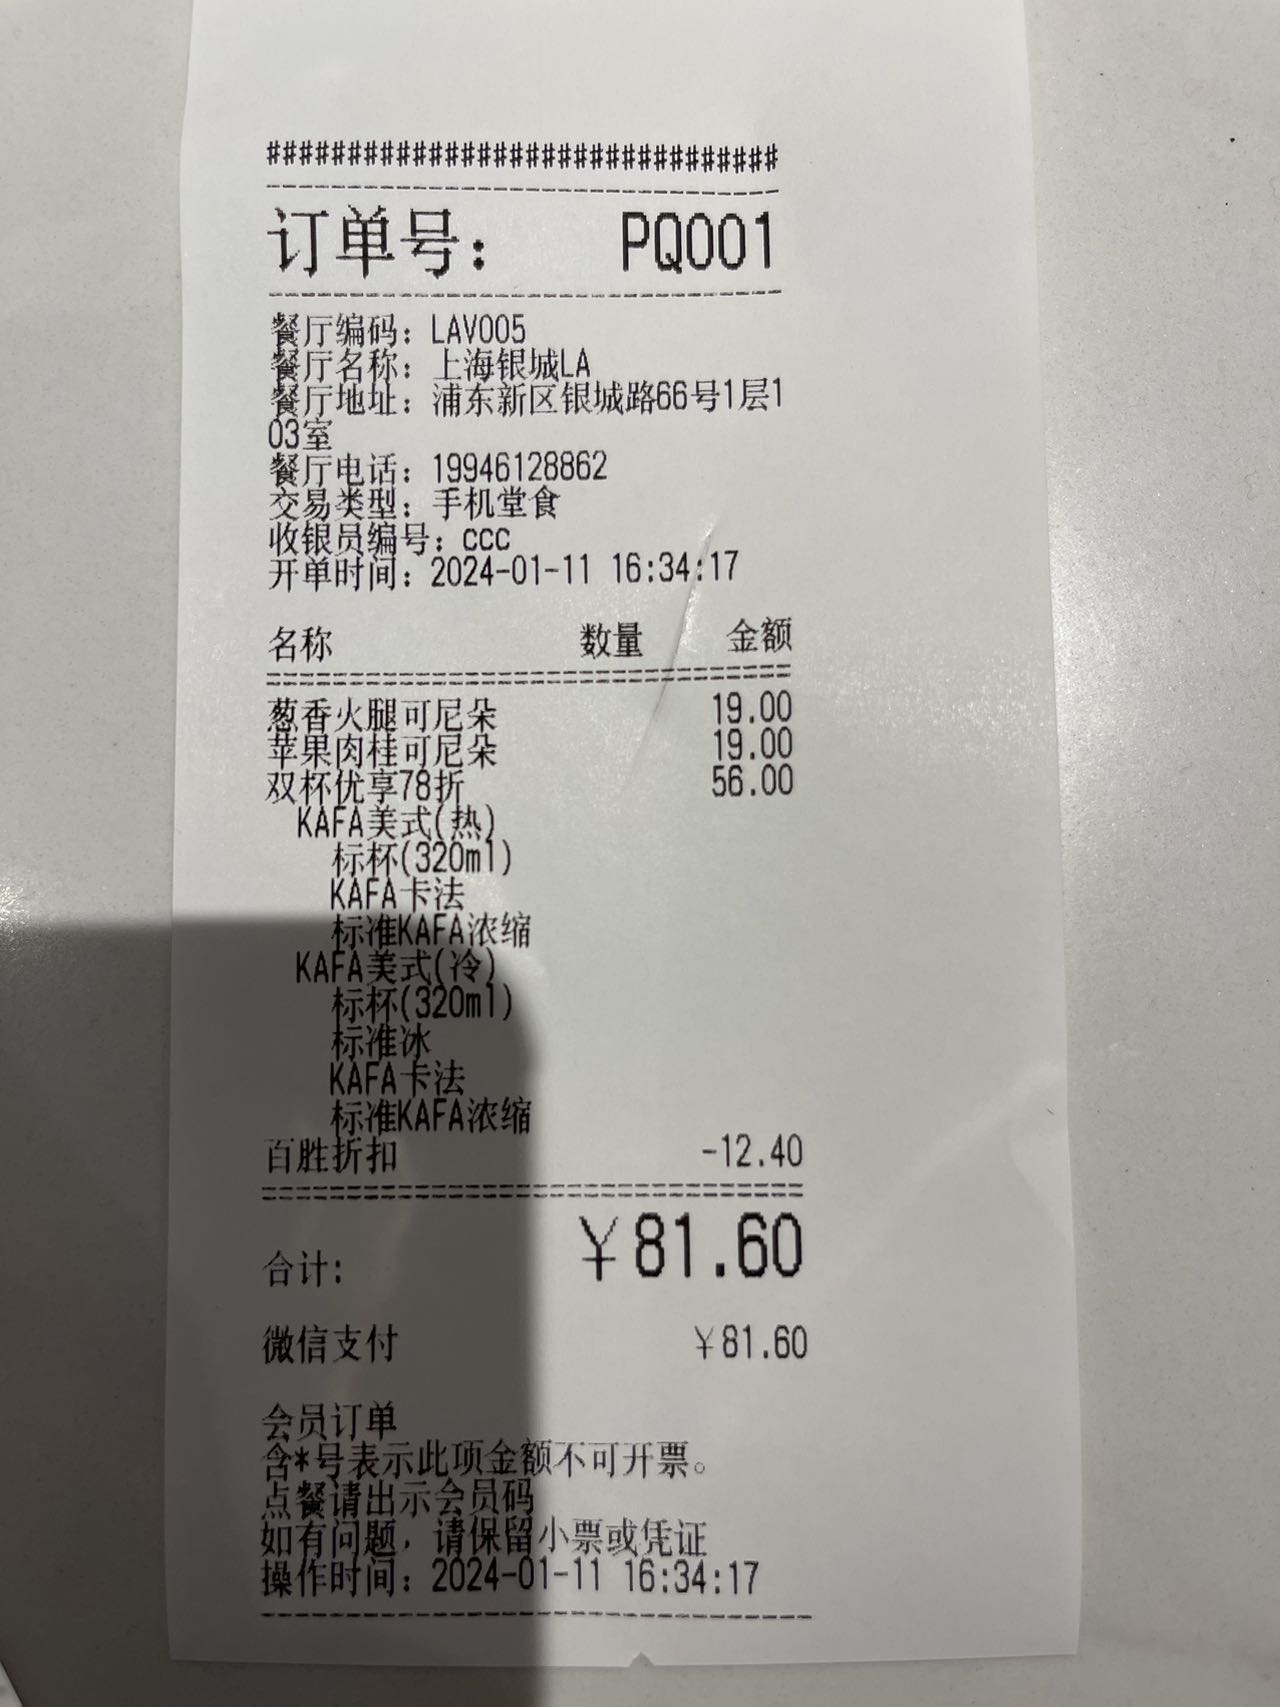 ################################
订单号： PQ001
餐厅编码：LAV005
餐厅名称：上海银城LA
餐厅地址：浦东新区银城路66号1层1
03室
餐厅电话：19946128862
交易类型：手机堂食
收银员编号：ccc
开单时间：2024-01-11 16:34:17
名称 数量 金额
葱香火腿可尼朵 19.00
苹果肉桂可尼朵 19.00
双杯优享78折 56.00
KAFA美式(热)
标杯(320ml)
KAFA卡法
标准KAFA浓缩
KAFA美式(冷)
标杯(320ml)
标准冰
KAFA卡法
标准KAFA浓缩
百胜折扣 -12.40
合计: ￥81.60
微信支付 ￥81.60
会员订单
含*号表示此项金额不可开票。
点餐请出示会员码
如有问题，请保留小票或凭证
操作时间：2024-01-11 16:34:17